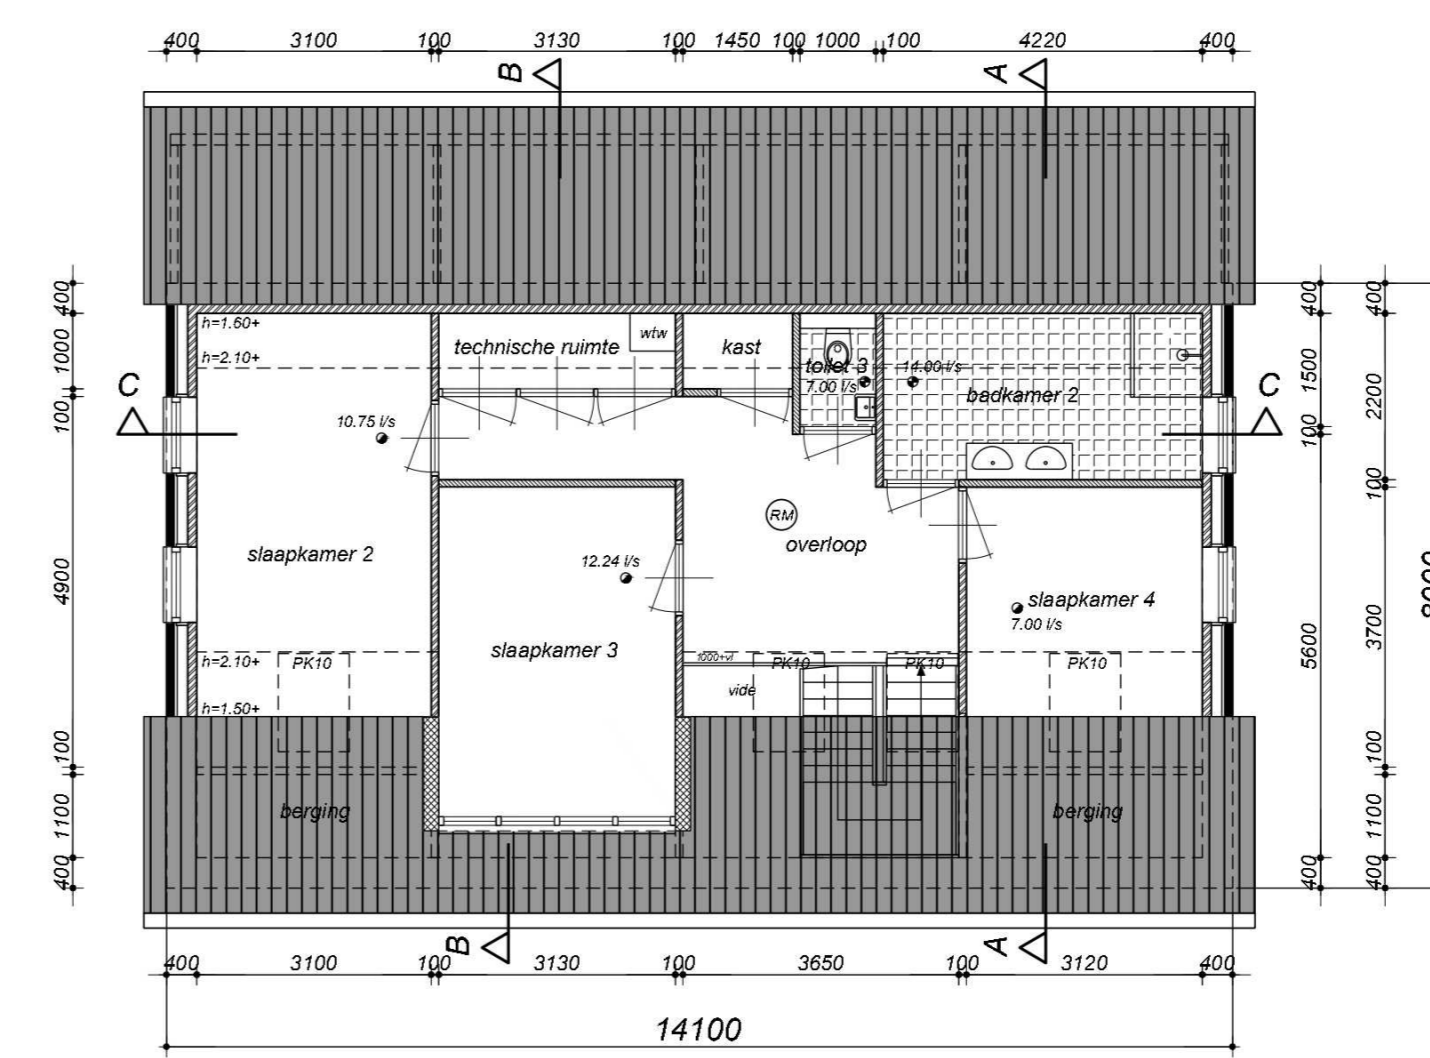 400 3100 100 3130 100 1450 100 1000 100 4220 400
B A
h=1.60+
h=2.10+
technische ruimte
wtw
kast
toilet 3
7.00 l/s
14.00 l/s
badkamer 2
C
C
10.75 l/s
RM
overloop
slaapkamer 2
12.24 l/s
slaapkamer 3
slaapkamer 4
7.00 l/s
h=2.10+
PK10
1000+vl
PK10
PK10
PK10
vide
h=1.50+
berging
berging
B A
400 1000 100 4900 100 1100 400
400 1500 100 5600 400
400 2200 100 3700 100 1100 400
400 3100 100 3130 100 3650 100 3120 400
14100